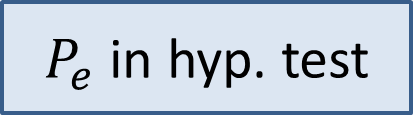 Pₑ in hyp. test